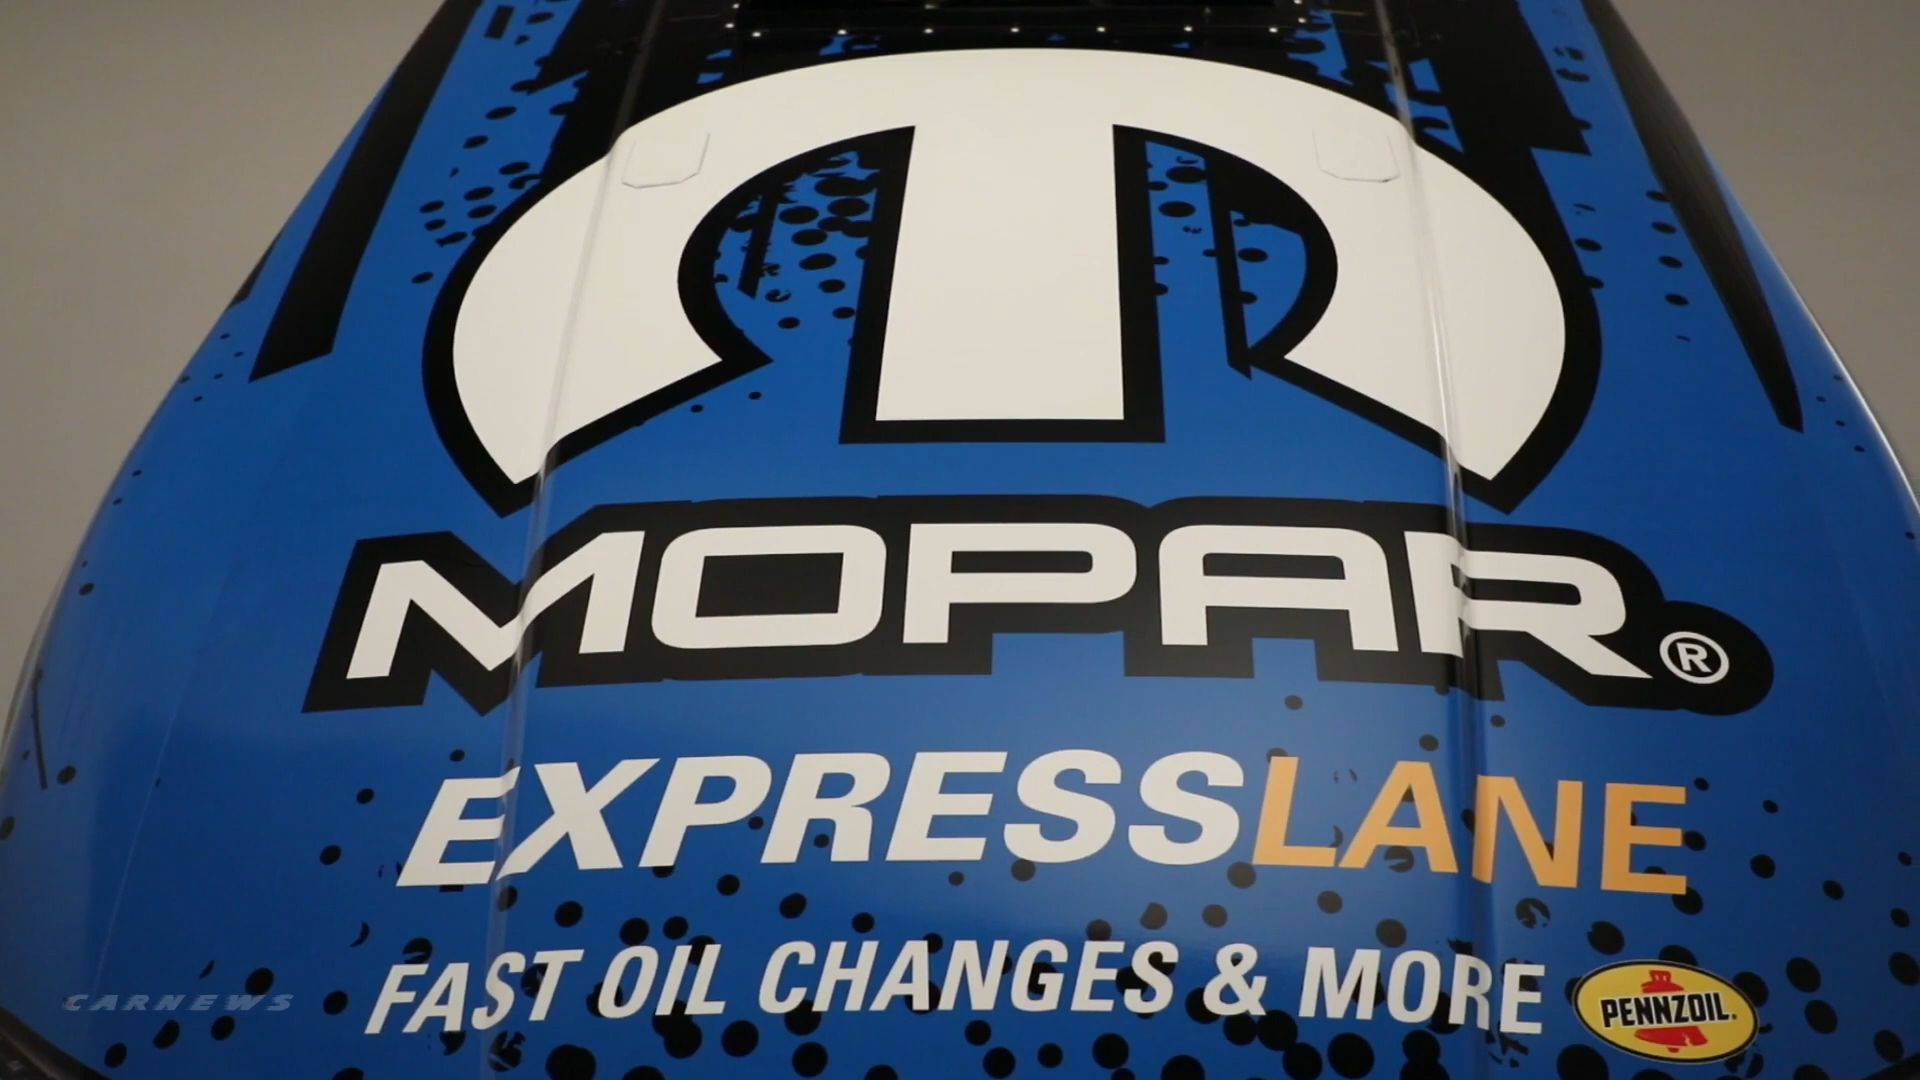 MOPAR®
EXPRESSLANE
FAST OIL CHANGES & MORE
PENNZOIL.
CARNEWS